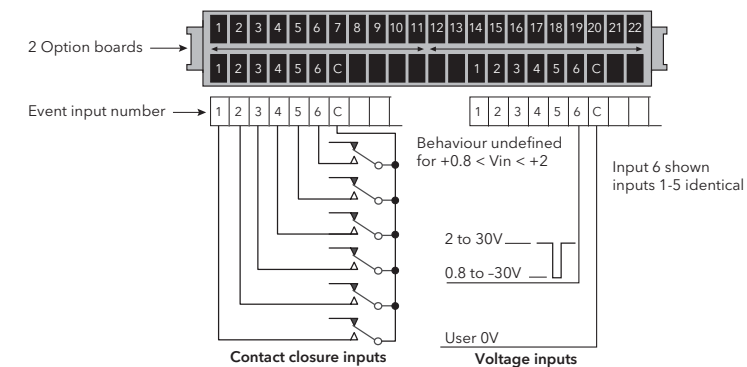 1 2 3 4 5 6 7 8 9 10 11 12 13 14 15 16 17 18 19 20 21 22
2 Option boards
1 2 3 4 5 6 C 1 2 3 4 5 6 C
Event input number
1 2 3 4 5 6 C 1 2 3 4 5 6 C
Behaviour undefined
for +0.8 < Vin < +2
Input 6 shown
inputs 1-5 identical
2 to 30V
0.8 to –30V
User 0V
Contact closure inputs
Voltage inputs